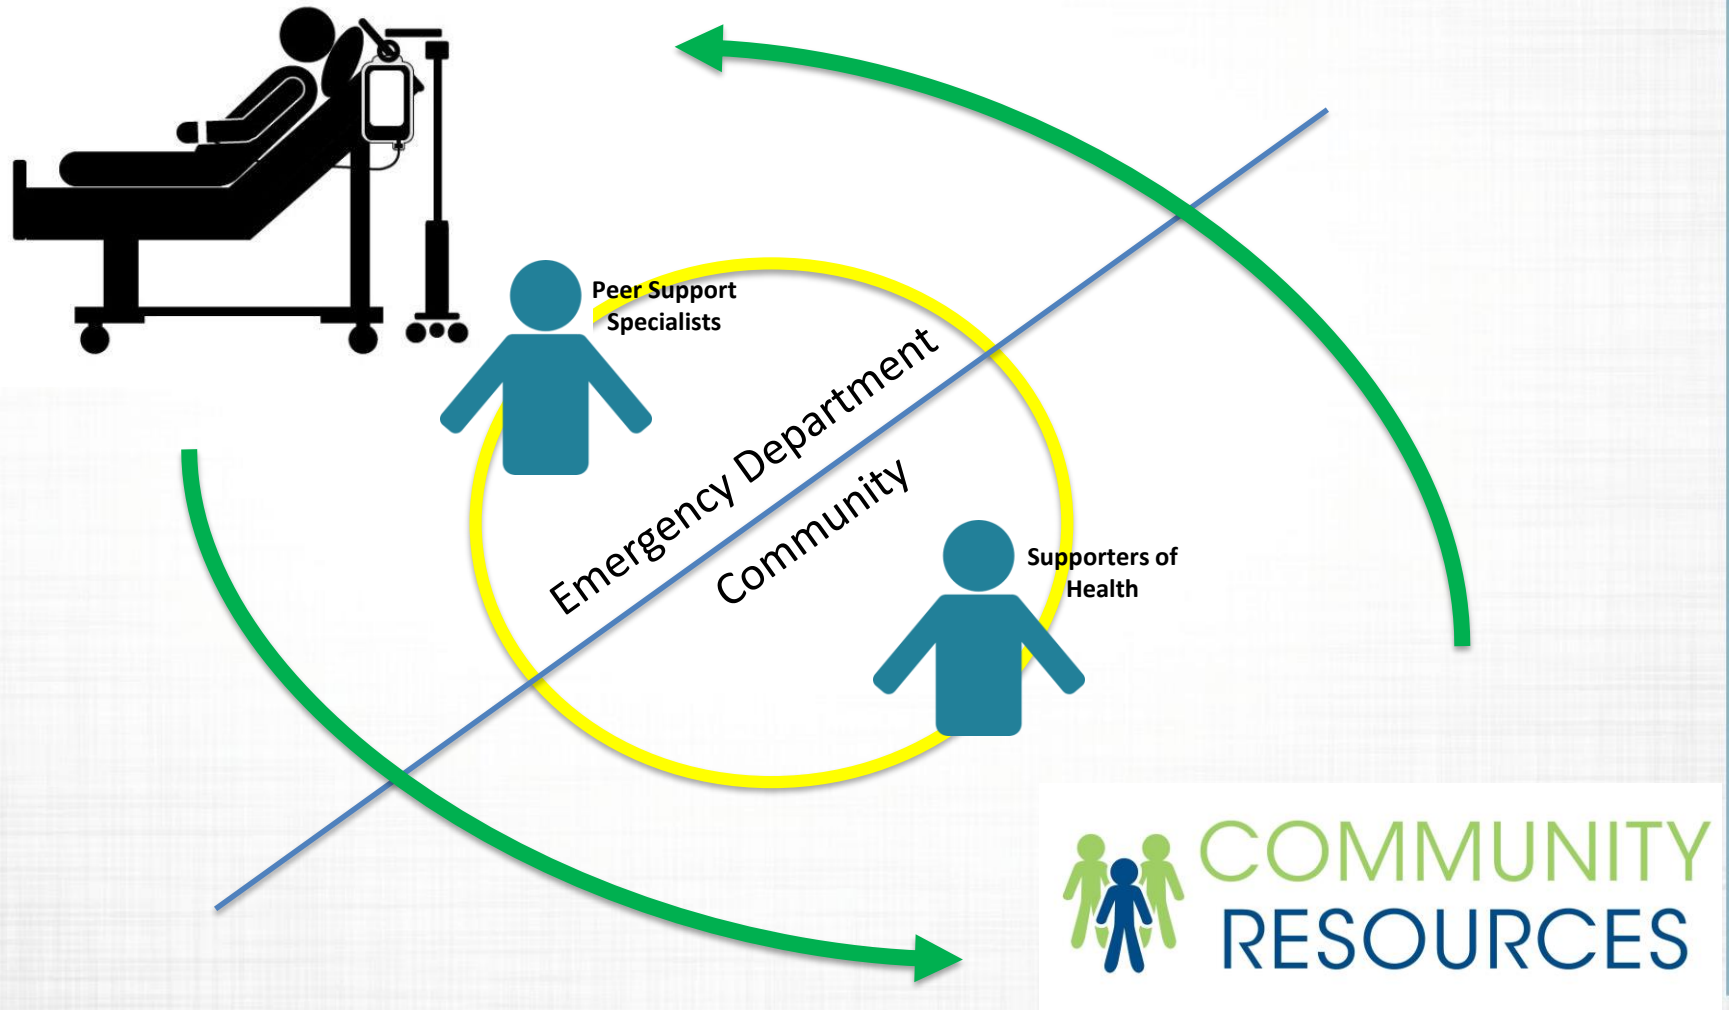 Peer Support
Specialists
Emergency Department
Community
Supporters of
Health
COMMUNITY
RESOURCES